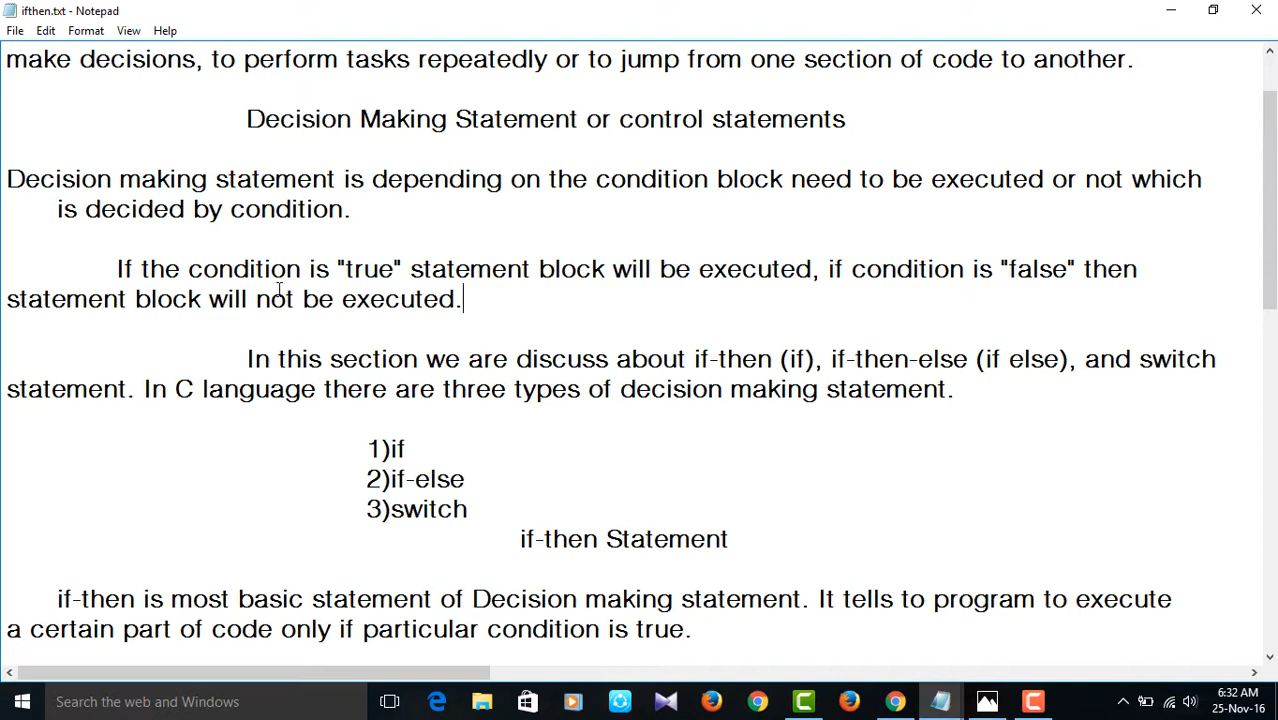 ifthen.txt - Notepad
File Edit Format View Help
make decisions, to perform tasks repeatedly or to jump from one section of code to another.
Decision Making Statement or control statements
Decision making statement is depending on the condition block need to be executed or not which
is decided by condition.
If the condition is "true" statement block will be executed, if condition is "false" then
statement block will not be executed.
In this section we are discuss about if-then (if), if-then-else (if else), and switch
statement. In C language there are three types of decision making statement.
1)if
2)if-else
3)switch
if-then Statement
if-then is most basic statement of Decision making statement. It tells to program to execute
a certain part of code only if particular condition is true.
Search the web and Windows
6:32 AM
25-Nov-16